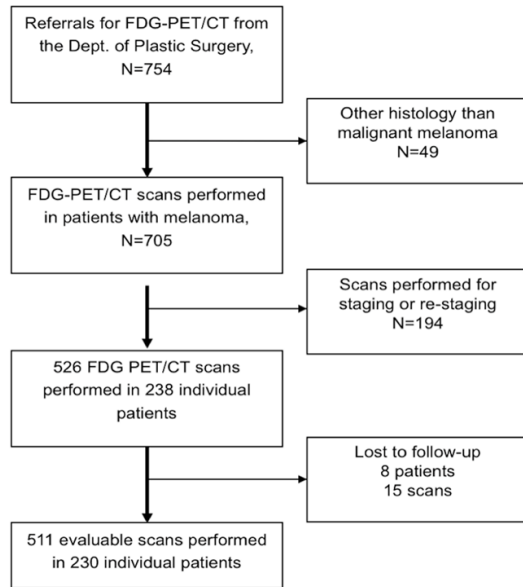 Referrals for FDG-PET/CT from
the Dept. of Plastic Surgery,
N=754
Other histology than
malignant melanoma
N=49
FDG-PET/CT scans performed
in patients with melanoma,
N=705
Scans performed for
staging or re-staging
N=194
526 FDG PET/CT scans
performed in 238 individual
patients
Lost to follow-up
8 patients
15 scans
511 evaluable scans performed
in 230 individual patients